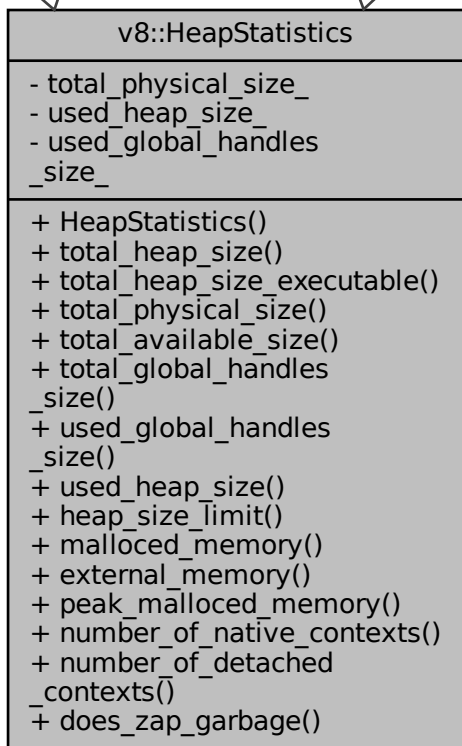 v8::HeapStatistics
- total_physical_size_
- used_heap_size_
- used_global_handles
_size_
+ HeapStatistics()
+ total_heap_size()
+ total_heap_size_executable()
+ total_physical_size()
+ total_available_size()
+ total_global_handles
_size()
+ used_global_handles
_size()
+ used_heap_size()
+ heap_size_limit()
+ malloced_memory()
+ external_memory()
+ peak_malloced_memory()
+ number_of_native_contexts()
+ number_of_detached
_contexts()
+ does_zap_garbage()